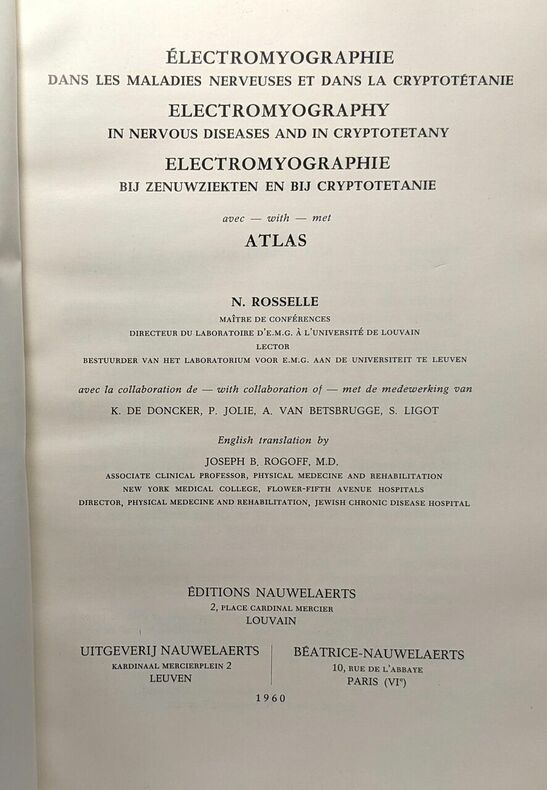 ÉLECTROMYOGRAPHIE
DANS LES MALADIES NERVEUSES ET DANS LA CRYPTOTÉTANIE
ELECTROMYOGRAPHY
IN NERVOUS DISEASES AND IN CRYPTOTETANY
ELECTROMYOGRAPHIE
BIJ ZENUWZIEKTEN EN BIJ CRYPTOTETANIE
avec — with — met
ATLAS
N. ROSSELLE
MAÎTRE DE CONFÉRENCES
DIRECTEUR DU LABORATOIRE D'E.M.G. À L'UNIVERSITÉ DE LOUVAIN
LECTOR
BESTUURDER VAN HET LABORATORIUM VOOR E.M.G. AAN DE UNIVERSITEIT TE LEUVEN
avec la collaboration de — with collaboration of — met de medewerking van
K. DE DONCKER, P. JOLIE, A. VAN BETSBRUGGE, S. LIGOT
English translation by
JOSEPH B. ROGOFF, M.D.
ASSOCIATE CLINICAL PROFESSOR, PHYSICAL MEDECINE AND REHABILITATION
NEW YORK MEDICAL COLLEGE, FLOWER-FIFTH AVENUE HOSPITALS
DIRECTOR, PHYSICAL MEDECINE AND REHABILITATION, JEWISH CHRONIC DISEASE HOSPITAL
ÉDITIONS NAUWELAERTS
2, PLACE CARDINAL MERCIER
LOUVAIN
UITGEVERIJ NAUWELAERTS
KARDINAAL MERCIERPLEIN 2
LEUVEN
BÉATRICE-NAUWELAERTS
10, RUE DE L'ABBAYE
PARIS (VIᵉ)
1960